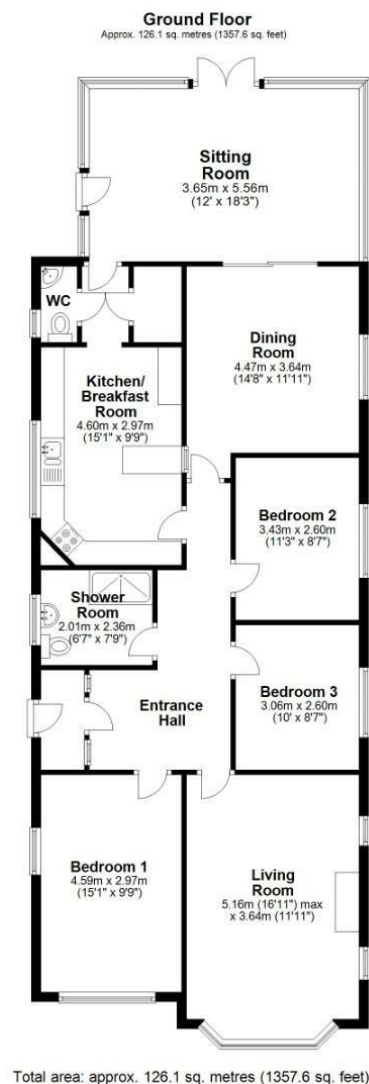 Ground Floor
Approx. 126.1 sq. metres (1357.6 sq. feet)
Sitting
Room
3.65m x 5.56m
(12' x 18'3")
WC
Dining
Room
4.47m x 3.64m
(14'8" x 11'11")
Kitchen/
Breakfast
Room
4.60m x 2.97m
(15'1" x 9'9")
Bedroom 2
3.43m x 2.60m
(11'3" x 8'7")
Shower
Room
2.01m x 2.36m
(6'7" x 7'9")
Bedroom 3
3.06m x 2.60m
(10' x 8'7")
Entrance
Hall
Bedroom 1
4.59m x 2.97m
(15'1" x 9'9")
Living
Room
5.16m (16'11") max
x 3.64m (11'11")
Total area: approx. 126.1 sq. metres (1357.6 sq. feet)